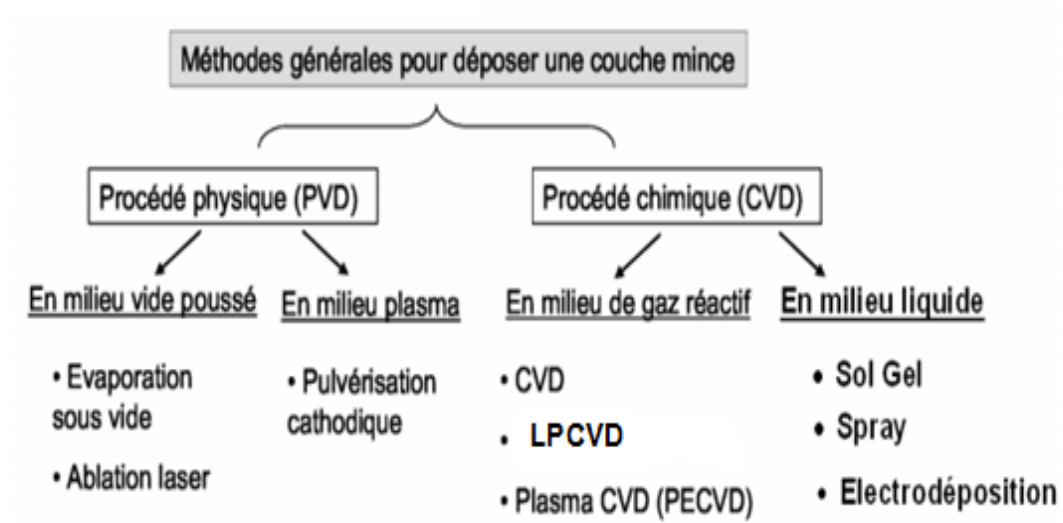 Méthodes générales pour déposer une couche mince
Procédé physique (PVD)
Procédé chimique (CVD)
En milieu vide poussé
• Evaporation
sous vide
• Ablation laser
En milieu plasma
• Pulvérisation
cathodique
En milieu de gaz réactif
• CVD
• LPCVD
• Plasma CVD (PECVD)
En milieu liquide
• Sol Gel
• Spray
• Electrodéposition